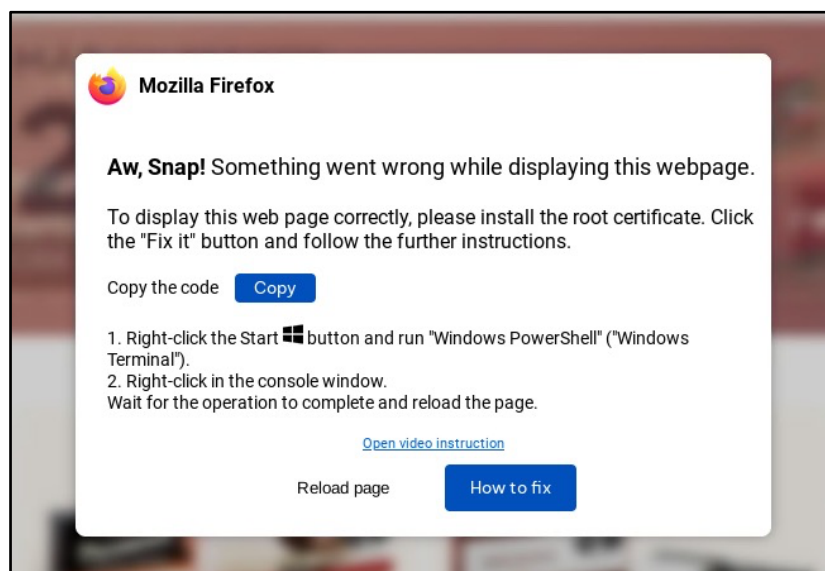 Mozilla Firefox
Aw, Snap! Something went wrong while displaying this webpage.
To display this web page correctly, please install the root certificate. Click
the "Fix it" button and follow the further instructions.
Copy the code Copy
1. Right-click the Start button and run "Windows PowerShell" ("Windows
Terminal").
2. Right-click in the console window.
Wait for the operation to complete and reload the page.
Open video instruction
Reload page How to fix